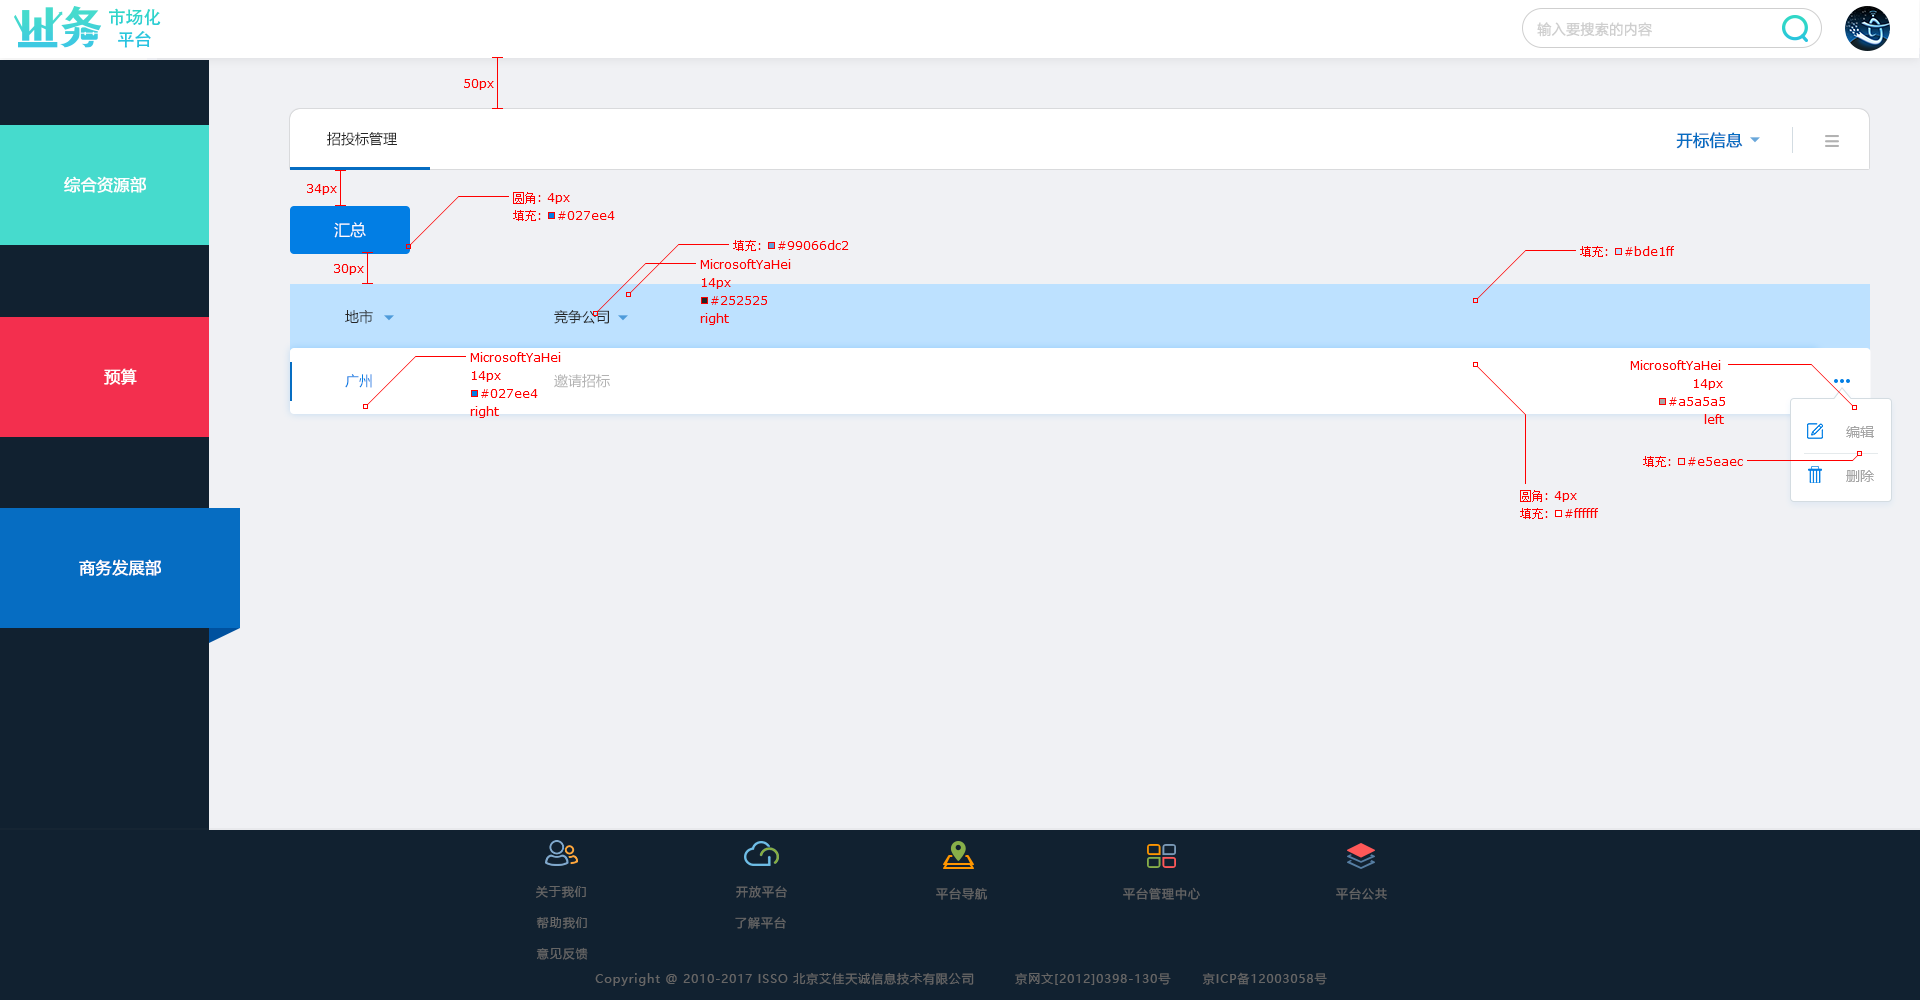 业务 市场化
平台
输入要搜索的内容
50px
招投标管理
开标信息
34px
圆角：4px
填充：#027ee4
汇总
填充：#99066dc2
填充：#bde1ff
30px
MicrosoftYaHei
14px
#252525
right
地市
竞争公司
MicrosoftYaHei
14px
#027ee4
right
广州
邀请招标
MicrosoftYaHei
14px
#a5a5a5
left
编辑
填充：#e5eaec
删除
圆角：4px
填充：#ffffff
综合资源部
预算
商务发展部
关于我们
帮助我们
意见反馈
开放平台
了解平台
平台导航
平台管理中心
平台公共
Copyright @ 2010-2017 ISSO 北京艾佳天诚信息技术有限公司 京网文[2012]0398-130号 京ICP备12003058号